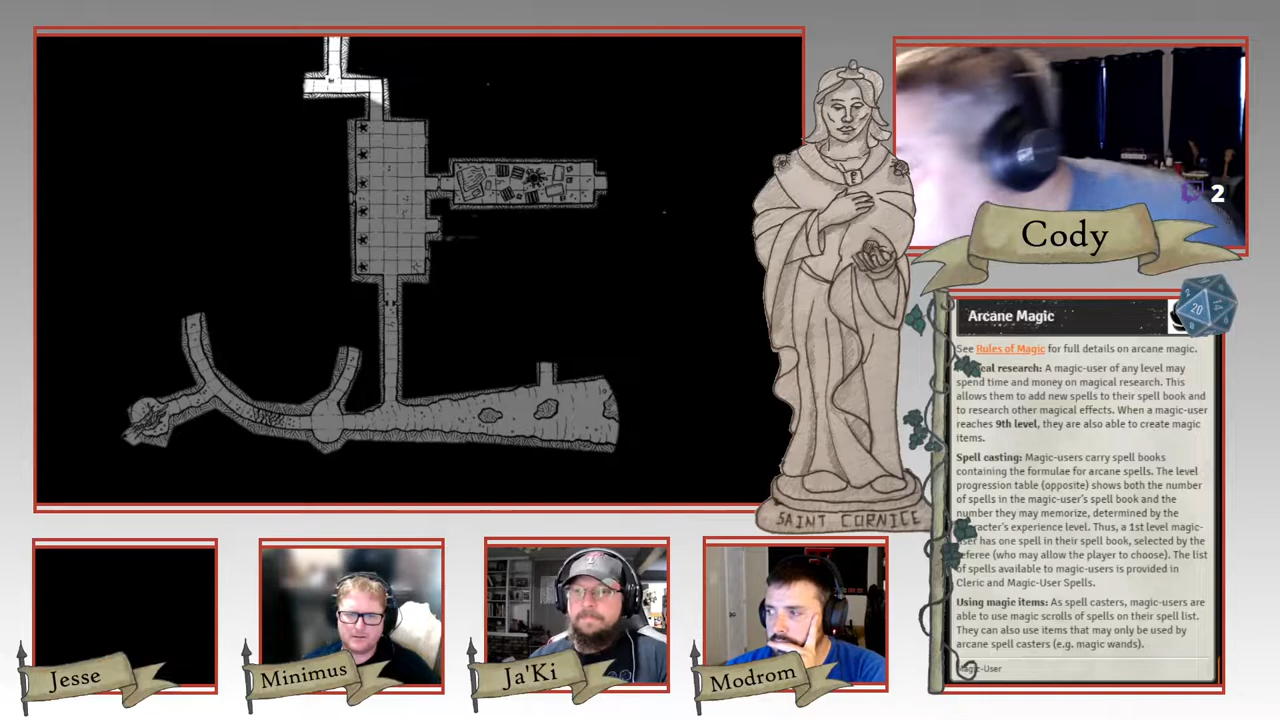 2
Cody
SAINT CORNICE
20
14
Arcane Magic
See Rules of Magic for full details on arcane magic.
cal research: A magic-user of any level may
spend time and money on magical research. This
allows them to add new spells to their spell book and
to research other magical effects. When a magic-user
reaches 9th level, they are also able to create magic
items.
Spell casting: Magic-users carry spell books
containing the formulae for arcane spells. The level
progression table (opposite) shows both the number
of spells in the magic-user's spell book and the
number they may memorize, determined by the
racter's experience level. Thus, a 1st level magic-
user has one spell in their spell book, selected by the
eferee (who may allow the player to choose). The list
of spells available to magic-users is provided in
Cleric and Magic-User Spells.
Using magic items: As spell casters, magic-users are
able to use magic scrolls of spells on their spell list.
They can also use items that may only be used by
arcane spell casters (e.g. magic wands).
Magic-User
Jesse
Minimus
Ja'Ki
Modrom